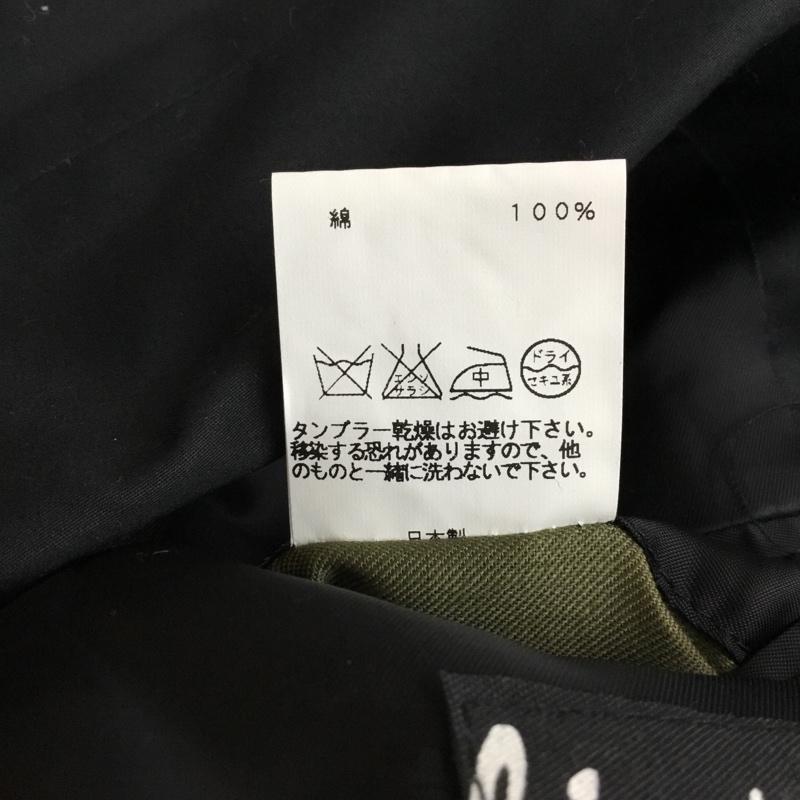 綿 100%
エンソ
サラシ
中
ドライ
セキユ系
タンブラー乾燥はお避け下さい。
移染する恐れがありますので、他
のものと一緒に洗わないで下さい。
日本製